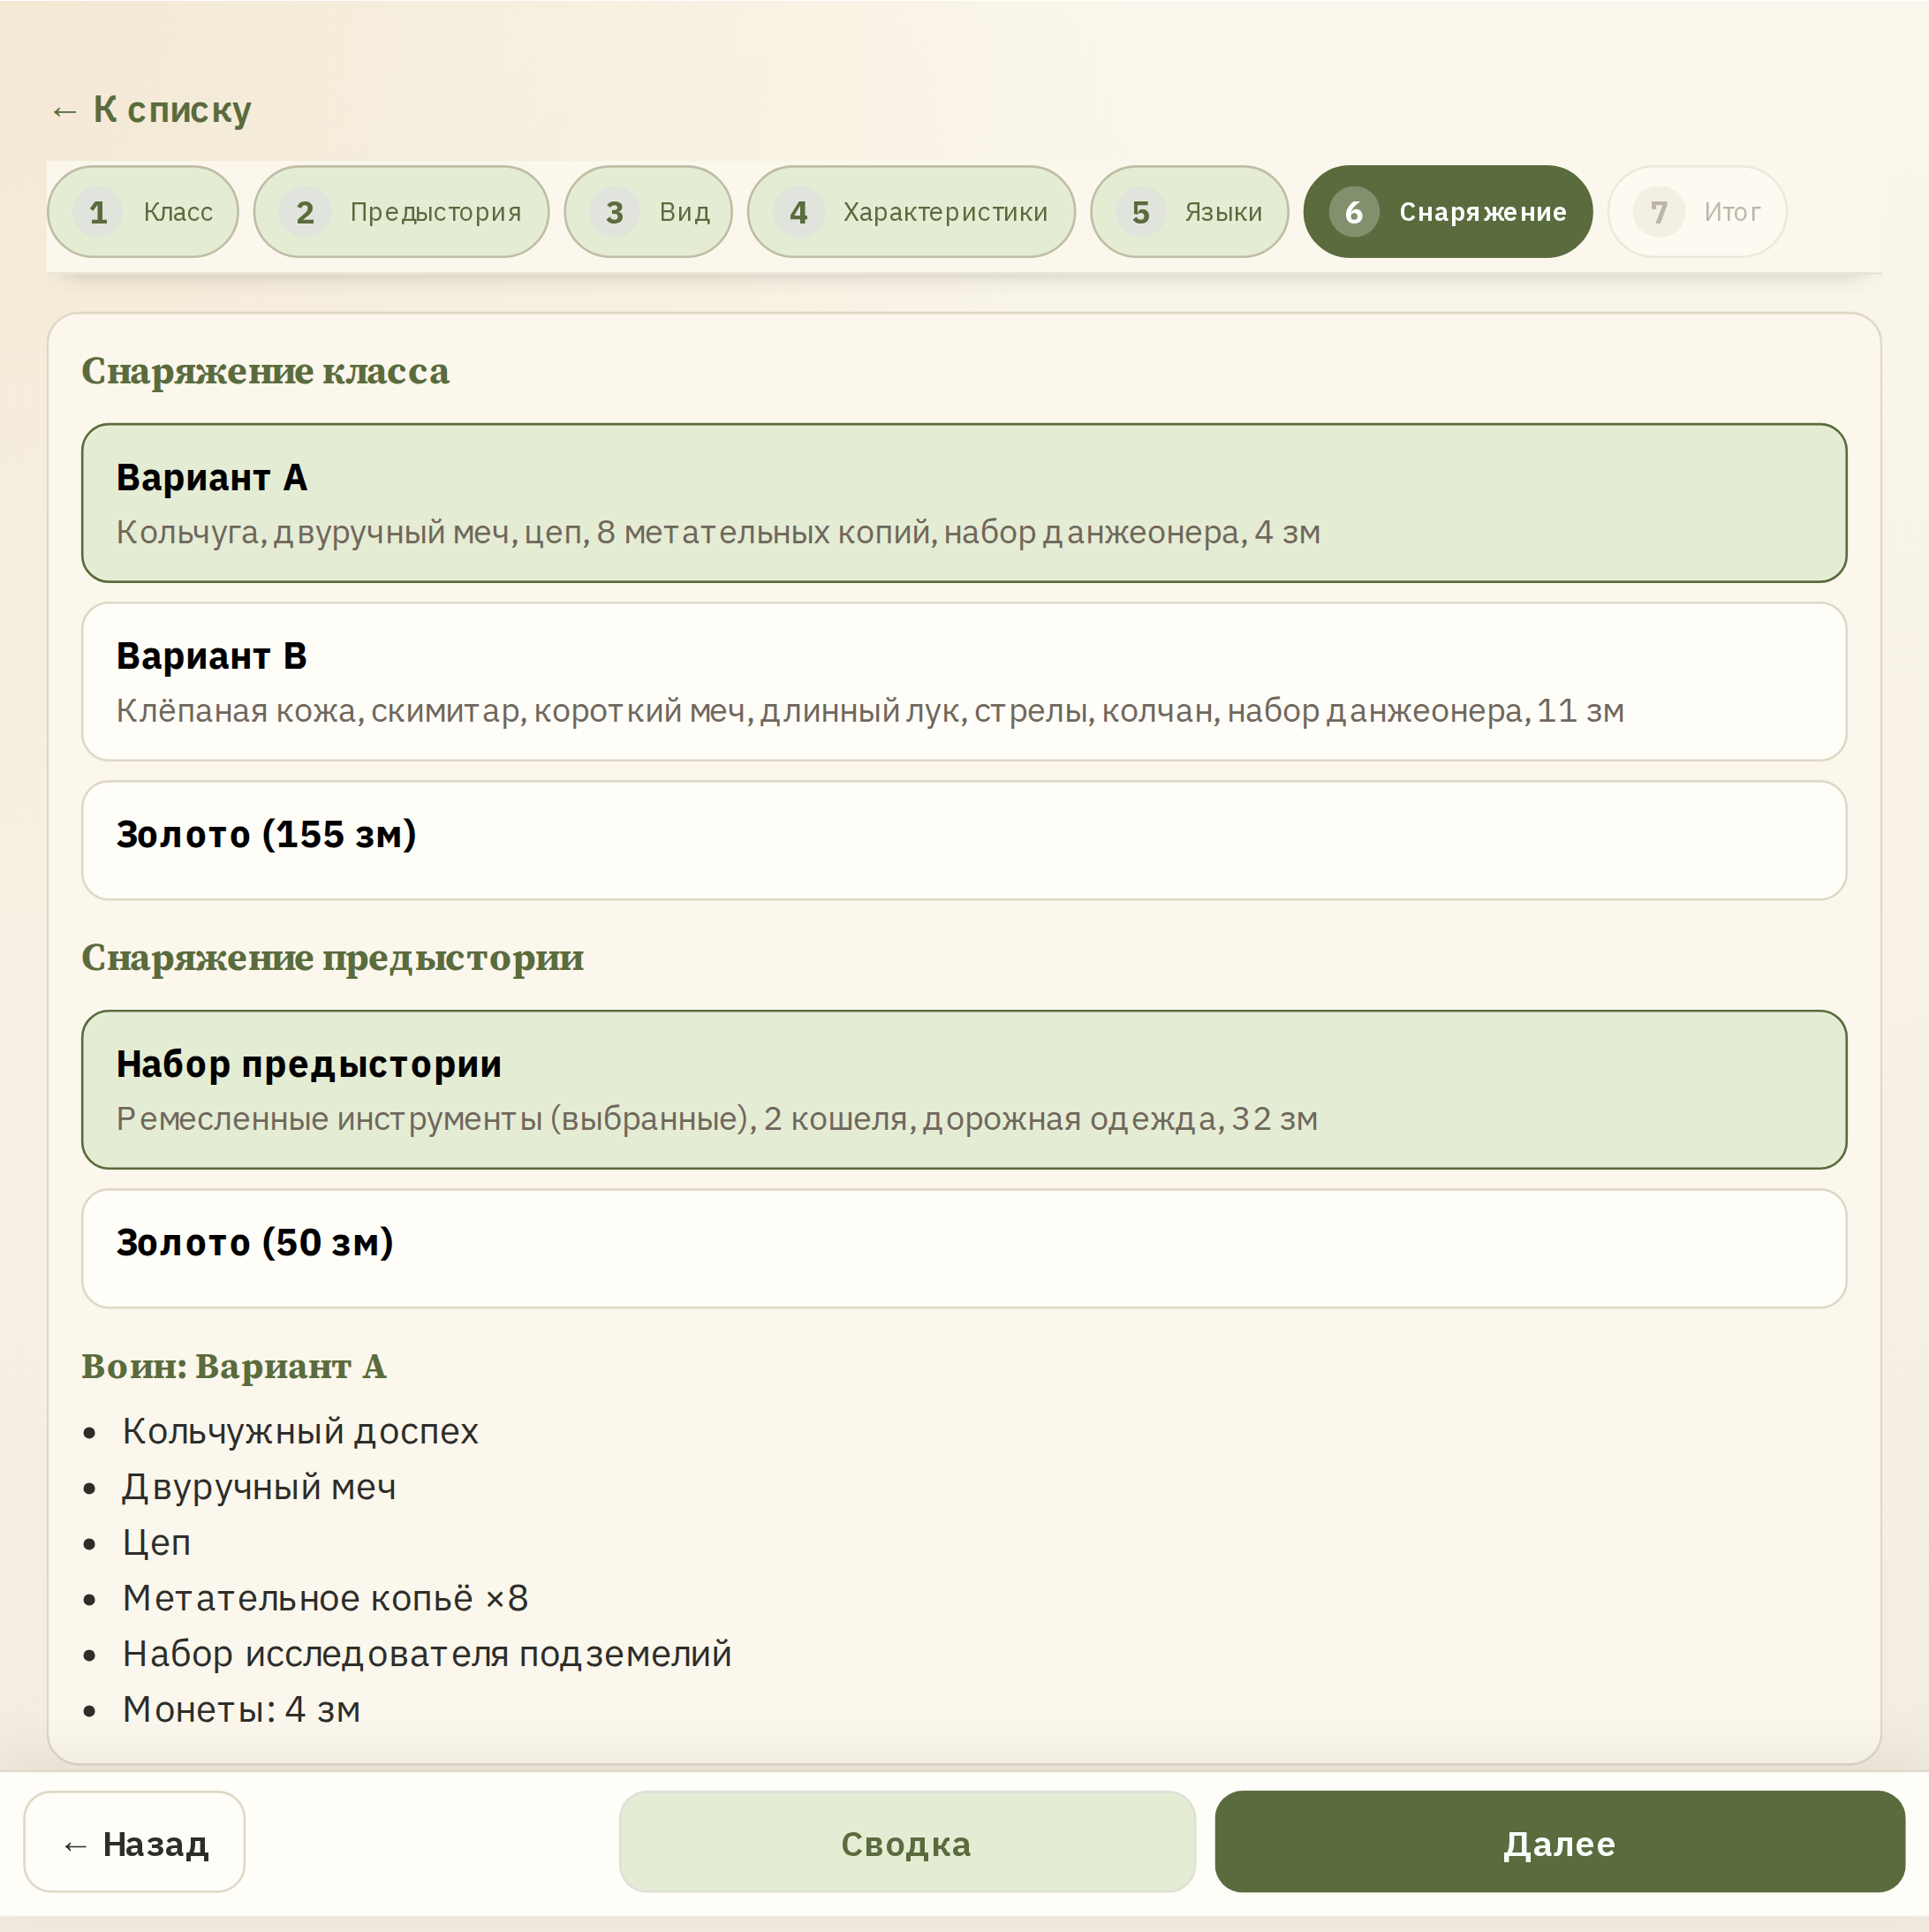 ← К списку
1 Класс 2 Предыстория 3 Вид 4 Характеристики 5 Языки 6 Снаряжение 7 Итог
Снаряжение класса
Вариант A
Кольчуга, двуручный меч, цеп, 8 метательных копий, набор данжеонера, 4 зм
Вариант B
Клёпаная кожа, скимитар, короткий меч, длинный лук, стрелы, колчан, набор данжеонера, 11 зм
Золото (155 зм)
Снаряжение предыстории
Набор предыстории
Ремесленные инструменты (выбранные), 2 кошеля, дорожная одежда, 32 зм
Золото (50 зм)
Воин: Вариант A
• Кольчужный доспех
• Двуручный меч
• Цеп
• Метательное копьё ×8
• Набор исследователя подземелий
• Монеты: 4 зм
← Назад Сводка Далее